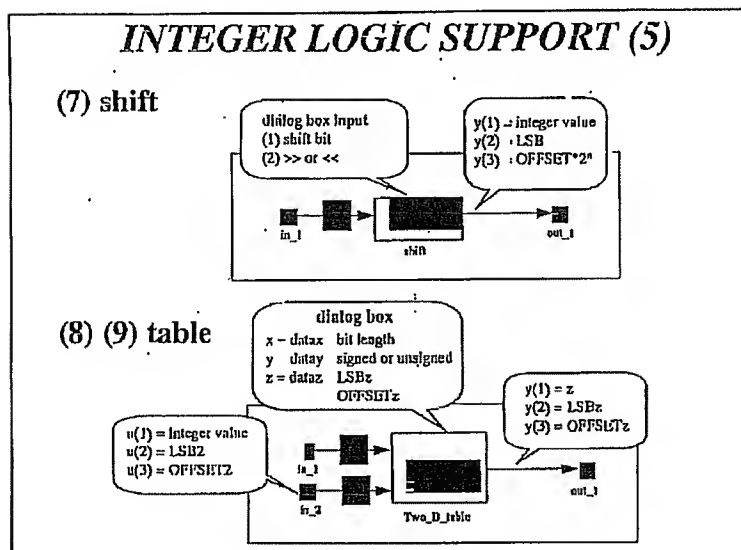 INTEGER LOGIC SUPPORT (5)
(7) shift
dialog box input
(1) shift bit
(2) >> or <<
y(1) = integer value
y(2) : LSB
y(3) : OFFSET*2ⁿ
in_1
shift
out_1
(8) (9) table
dialog box
x = datax bit length
y datay signed or unsigned
z = dataz LSBz
OFFSETz
y(1) = z
y(2) = LSBz
y(3) = OFFSETz
u(1) = integer value
u(2) = LSB2
u(3) = OFFSET2
in_1
in_2
Two_D_table
out_1